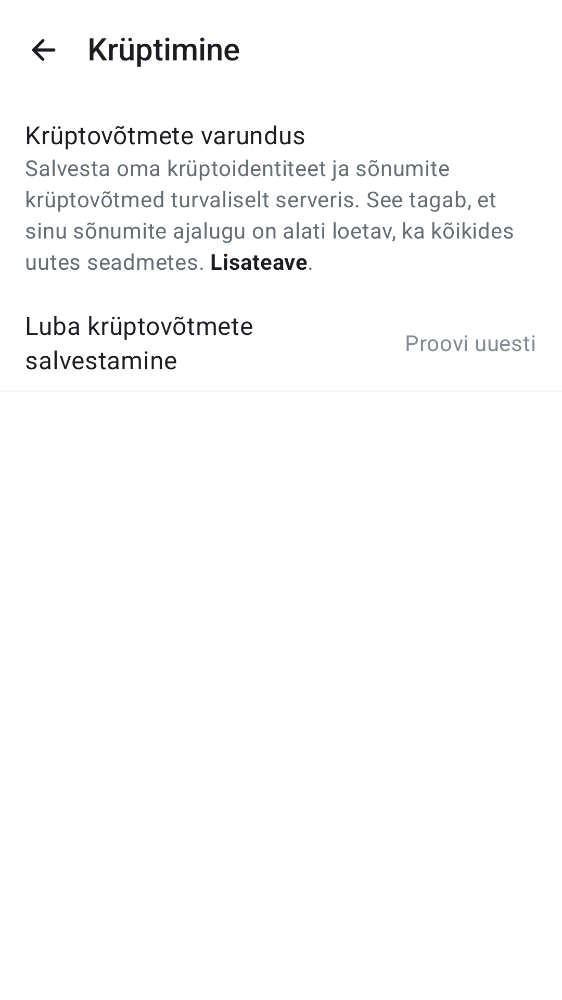 Krüptimine
Krüptovõtmete varundus
Salvesta oma krüptoidentiteet ja sõnumite
krüptovõtmed turvaliselt serveris. See tagab, et
sinu sõnumite ajalugu on alati loetav, ka kõikides
uutes seadmetes. Lisateave.
Luba krüptovõtmete
salvestamine
Proovi uuesti